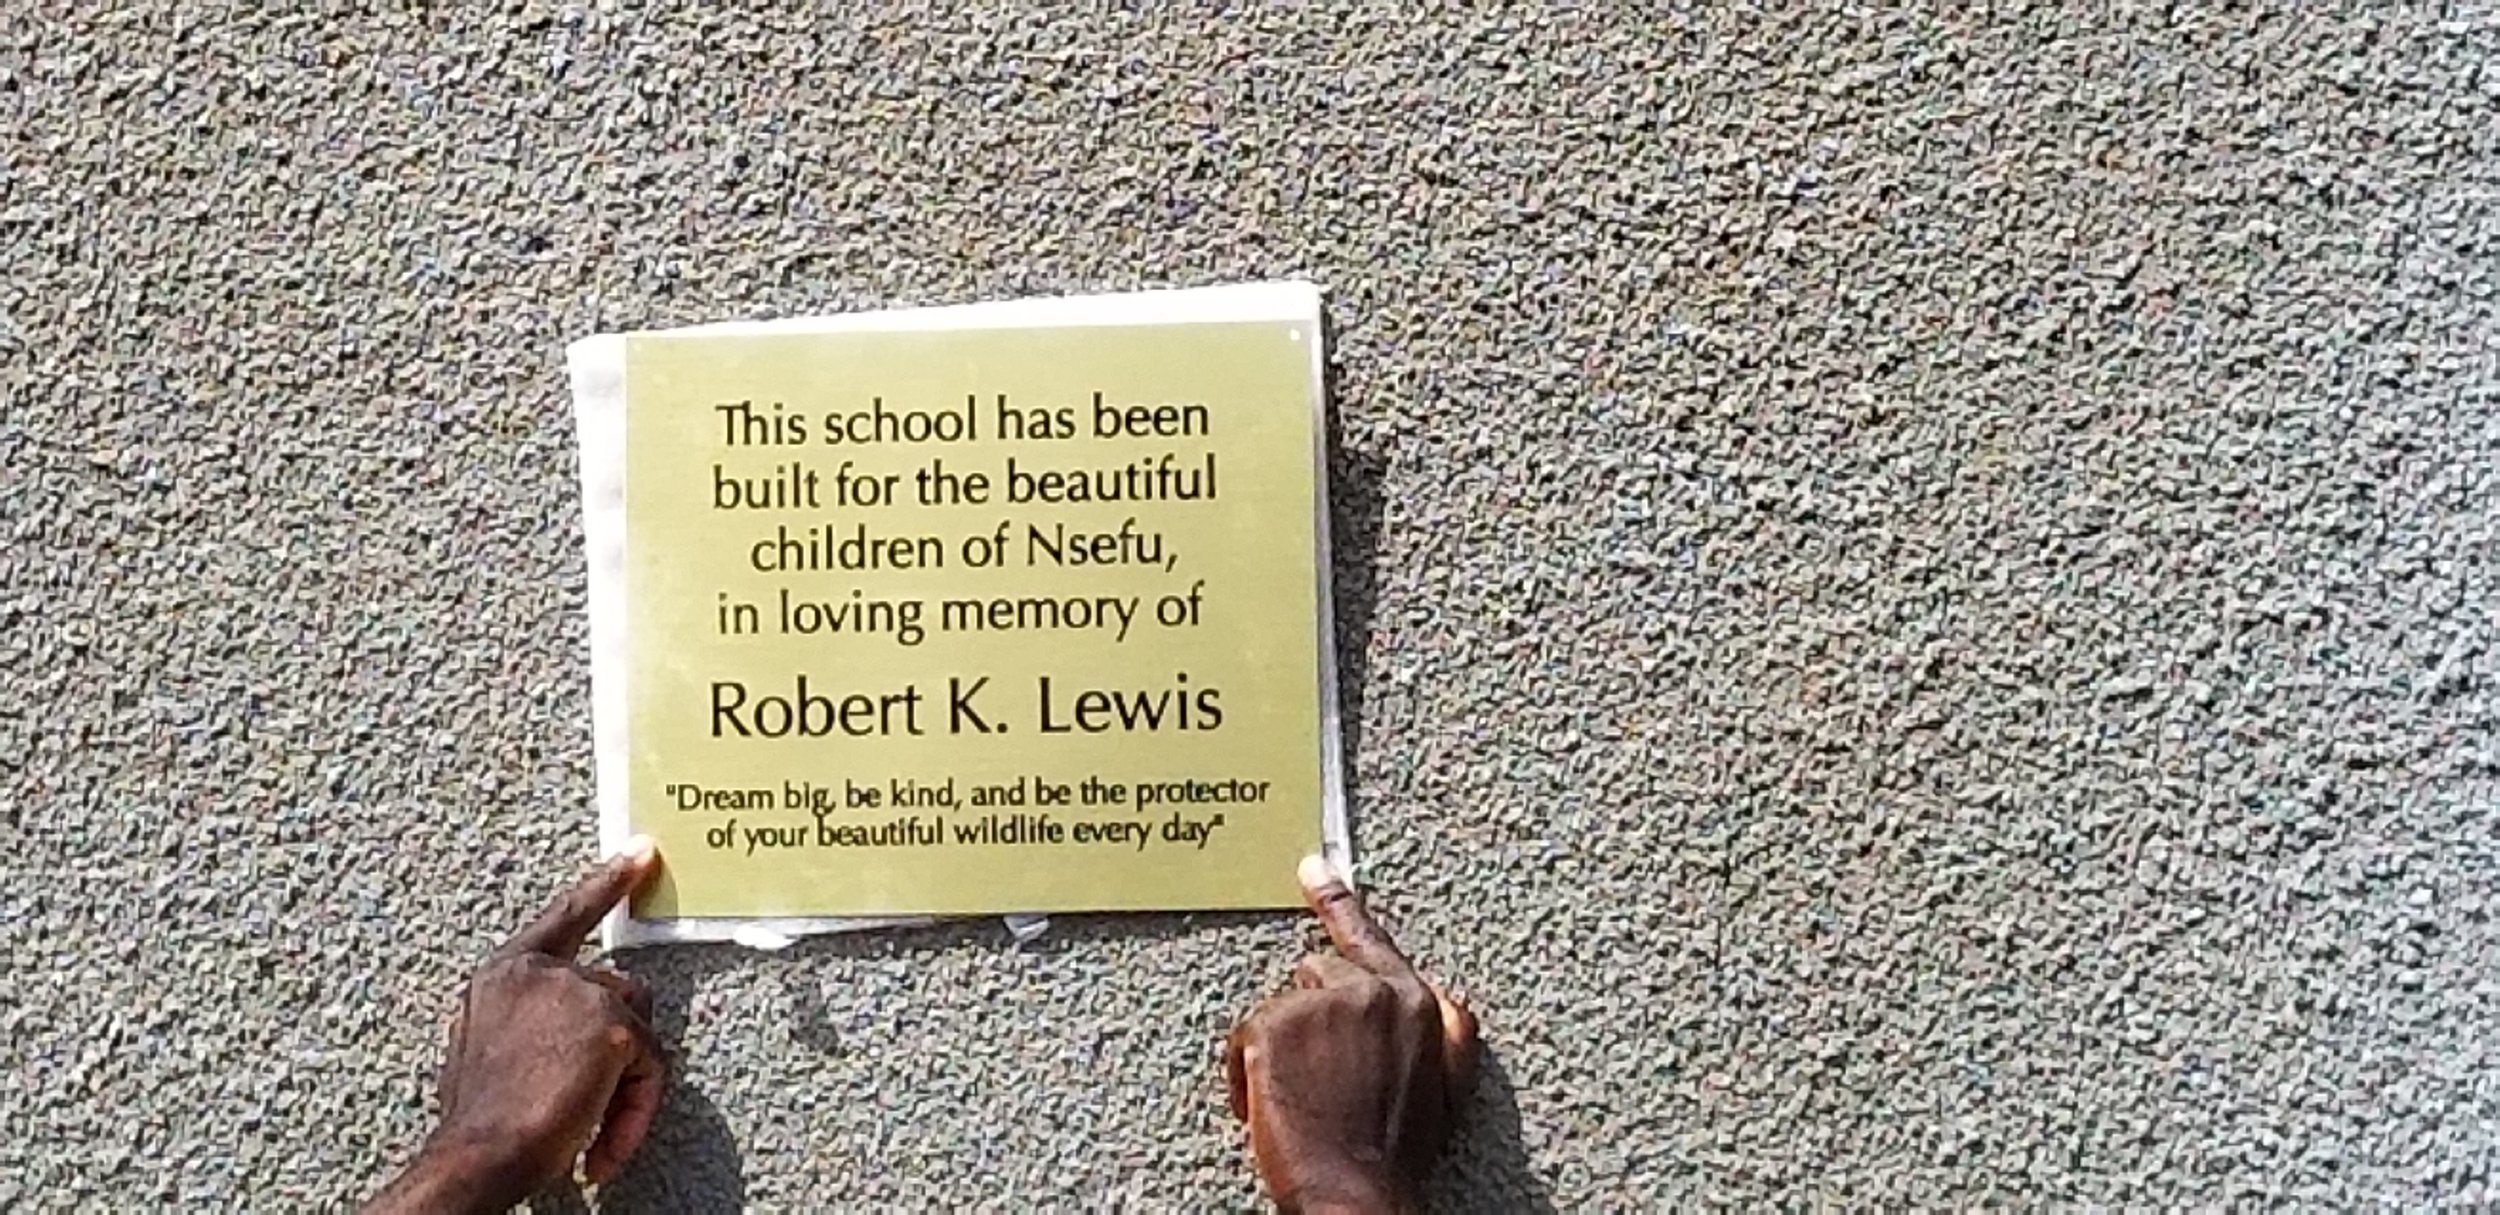 This school has been
built for the beautiful
children of Nsefu,
in loving memory of
Robert K. Lewis
"Dream big, be kind, and be the protector
of your beautiful wildlife every day"